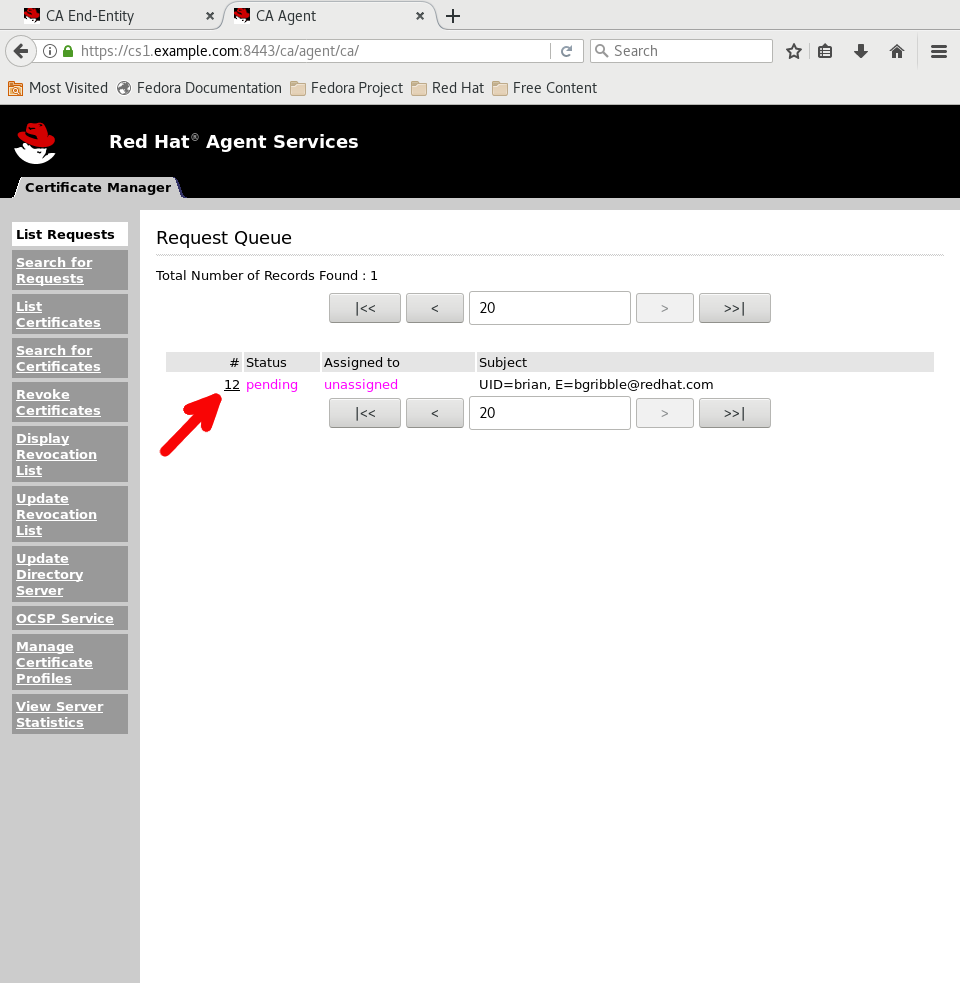 CA End-Entity
CA Agent
https://cs1.example.com:8443/ca/agent/ca/
Search
Most Visited
Fedora Documentation
Fedora Project
Red Hat
Free Content
Red Hat® Agent Services
Certificate Manager
List Requests
Search for
Requests
List
Certificates
Search for
Certificates
Revoke
Certificates
Display
Revocation
List
Update
Revocation
List
Update
Directory
Server
OCSP Service
Manage
Certificate
Profiles
View Server
Statistics
Request Queue
Total Number of Records Found : 1
|<< < 20 > >>|
# Status Assigned to Subject
12 pending unassigned UID=brian, E=bgribble@redhat.com
|<< < 20 > >>|